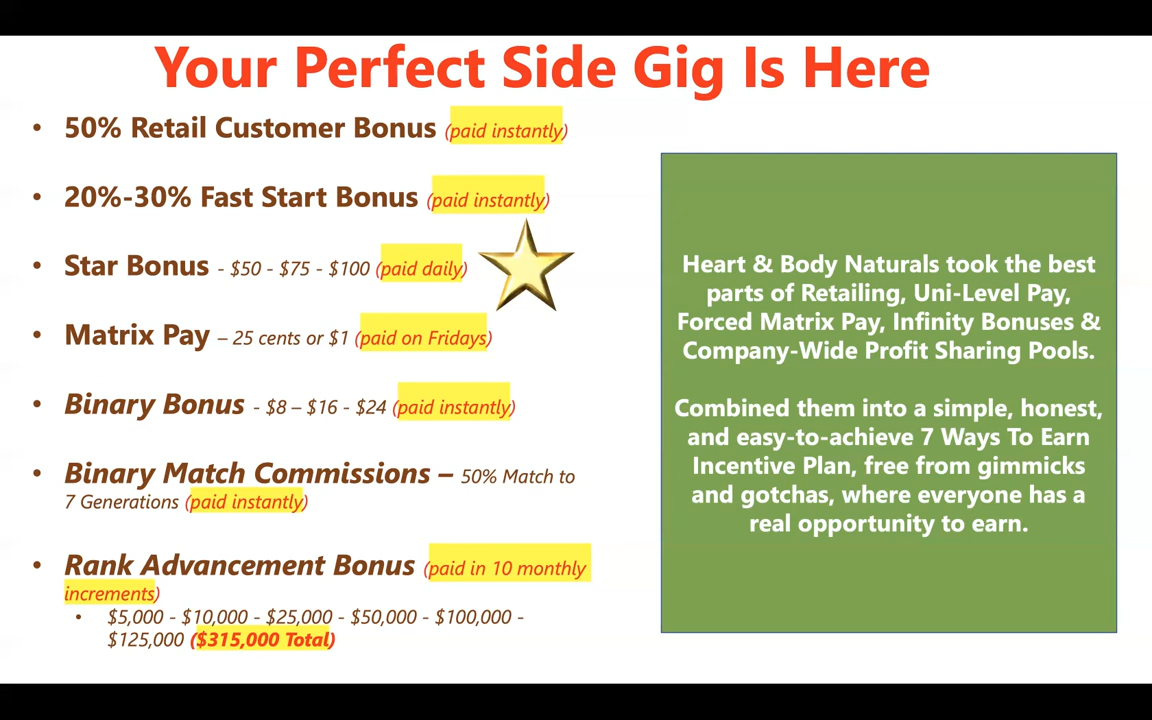 Your Perfect Side Gig Is Here
• 50% Retail Customer Bonus (paid instantly)
• 20%-30% Fast Start Bonus (paid instantly)
• Star Bonus - $50 - $75 - $100 (paid daily)
• Matrix Pay – 25 cents or $1 (paid on Fridays)
• Binary Bonus - $8 – $16 - $24 (paid instantly)
• Binary Match Commissions – 50% Match to
7 Generations (paid instantly)
• Rank Advancement Bonus (paid in 10 monthly
increments)
• $5,000 - $10,000 - $25,000 - $50,000 - $100,000 -
$125,000 ($315,000 Total)
Heart & Body Naturals took the best
parts of Retailing, Uni-Level Pay,
Forced Matrix Pay, Infinity Bonuses &
Company-Wide Profit Sharing Pools.
Combined them into a simple, honest,
and easy-to-achieve 7 Ways To Earn
Incentive Plan, free from gimmicks
and gotchas, where everyone has a
real opportunity to earn.